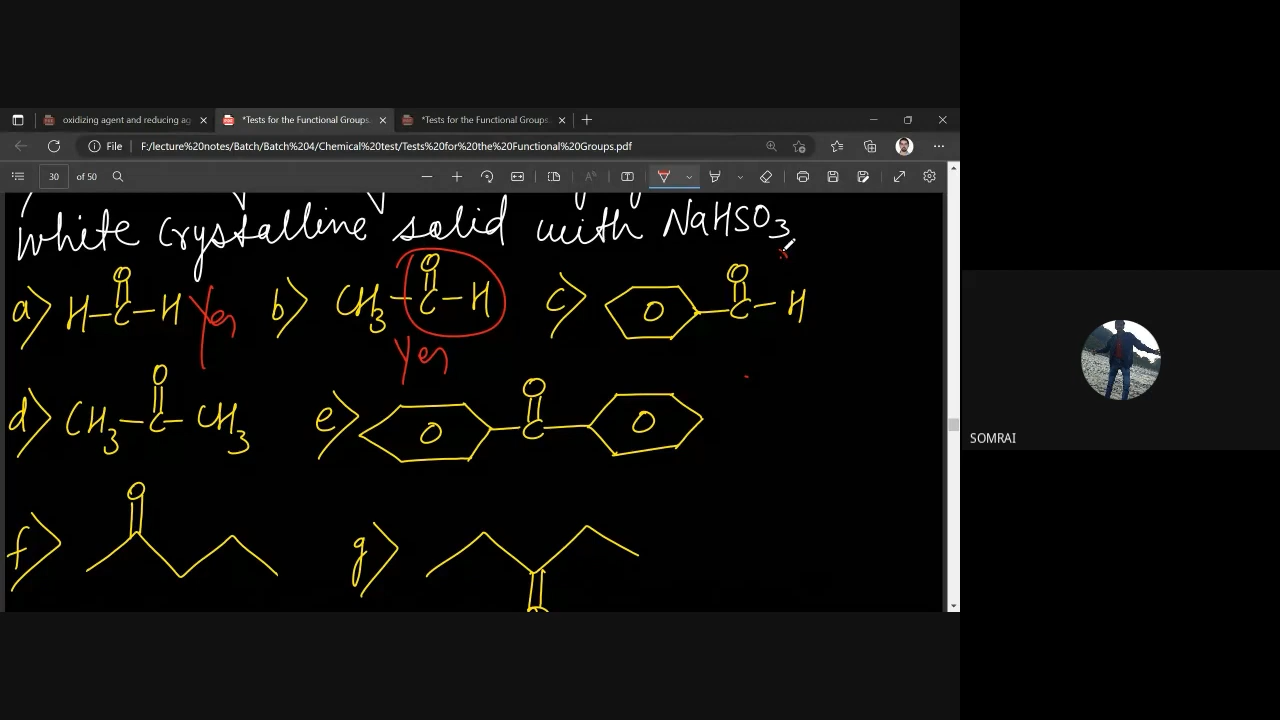 oxidizing agent and reducing ag
*Tests for the Functional Groups.
*Tests for the Functional Groups.
File F:/lecture%20notes/Batch/Batch%204/Chemical%20test/Tests%20for%20the%20Functional%20Groups.pdf
30 of 50
white crystalline solid with NaHSO3
a) H-C-H Yes b) CH3-C-H c) C-H
O O O
Yes
d) CH3-C-CH3 e) C
O O
f) g)
O
SOMRAI